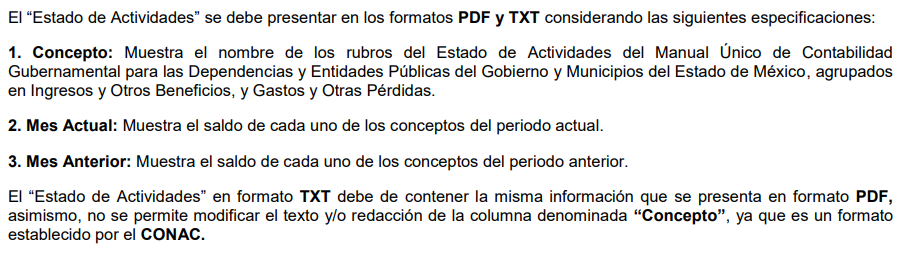 El “Estado de Actividades” se debe presentar en los formatos PDF y TXT considerando las siguientes especificaciones:
1. Concepto: Muestra el nombre de los rubros del Estado de Actividades del Manual Único de Contabilidad
Gubernamental para las Dependencias y Entidades Públicas del Gobierno y Municipios del Estado de México, agrupados
en Ingresos y Otros Beneficios, y Gastos y Otras Pérdidas.
2. Mes Actual: Muestra el saldo de cada uno de los conceptos del periodo actual.
3. Mes Anterior: Muestra el saldo de cada uno de los conceptos del periodo anterior.
El “Estado de Actividades” en formato TXT debe de contener la misma información que se presenta en formato PDF,
asimismo, no se permite modificar el texto y/o redacción de la columna denominada “Concepto”, ya que es un formato
establecido por el CONAC.